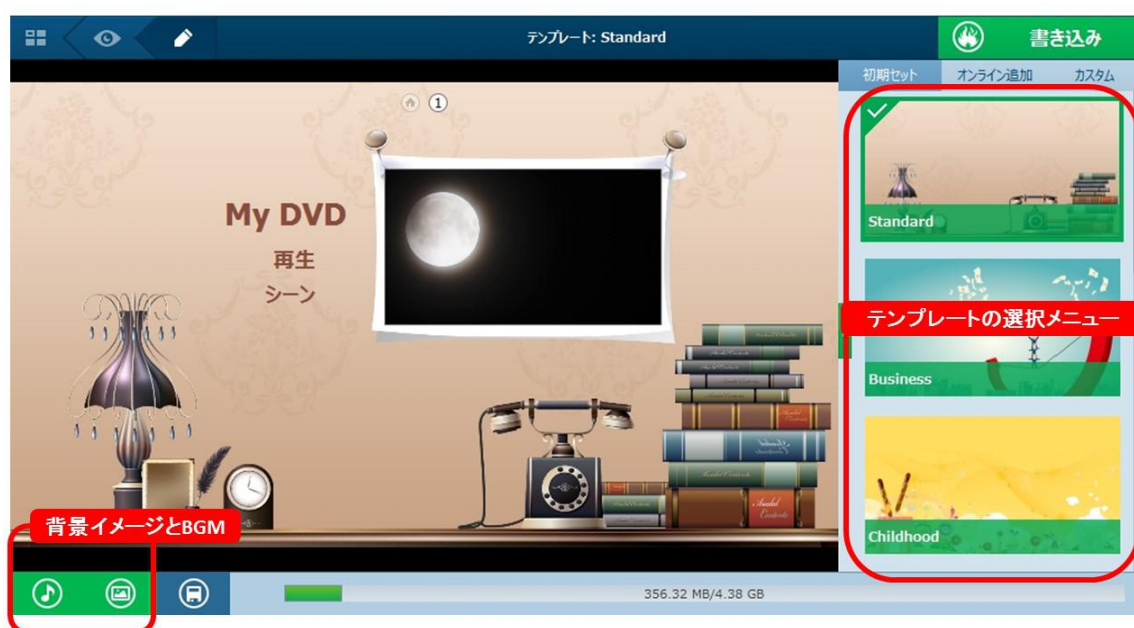 テンプレート: Standard
書き込み
初期セット
オンライン追加
カスタム
1
My DVD
再生
シーン
Standard
テンプレートの選択メニュー
Business
Childhood
背景イメージとBGM
356.32 MB/4.38 GB